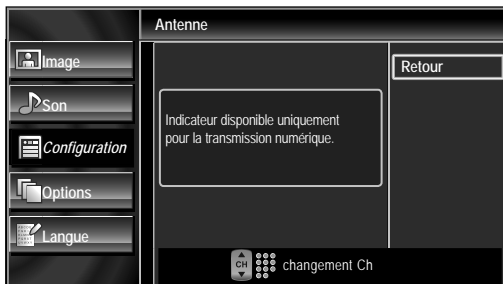 Antenne
Image
Son
Configuration
Options
Langue
Indicateur disponible uniquement
pour la transmission numérique.
Retour
CH
changement Ch